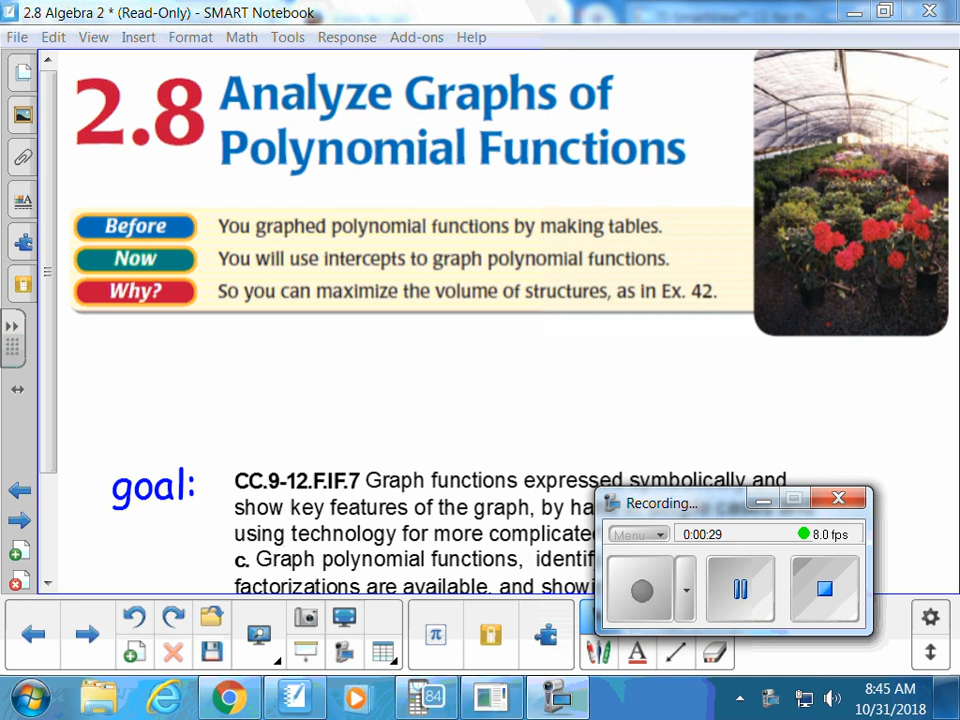 2.8 Algebra 2 * (Read-Only) - SMART Notebook
File Edit View Insert Format Math Tools Response Add-ons Help
2.8 Analyze Graphs of
Polynomial Functions
Before You graphed polynomial functions by making tables.
Now You will use intercepts to graph polynomial functions.
Why? So you can maximize the volume of structures, as in Ex. 42.
goal: CC.9-12.F.IF.7 Graph functions expressed symbolically and
show key features of the graph, by
using technology for more complicated
c. Graph polynomial functions,
factorizations are available, and
Recording...
Menu 0:00:29 8.0 fps
π
A
84
8:45 AM
10/31/2018